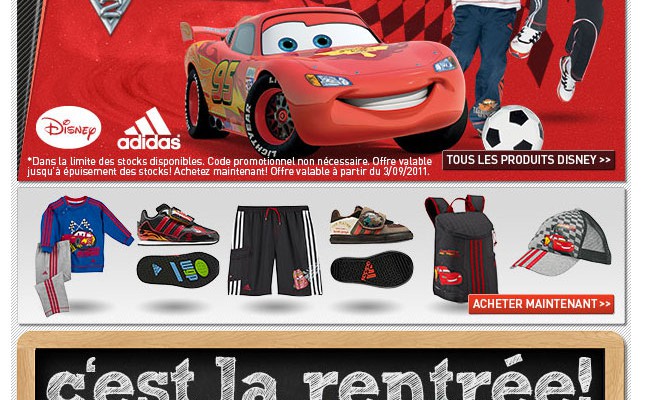 2
95
LIGHTYEAR
Disney
adidas
*Dans la limite des stocks disponibles. Code promotionnel non nécessaire. Offre valable
jusqu'à épuisement des stocks! Achetez maintenant! Offre valable à partir du 3/09/2011.
TOUS LES PRODUITS DISNEY >>
ACHETER MAINTENANT >>
c'est la rentrée!